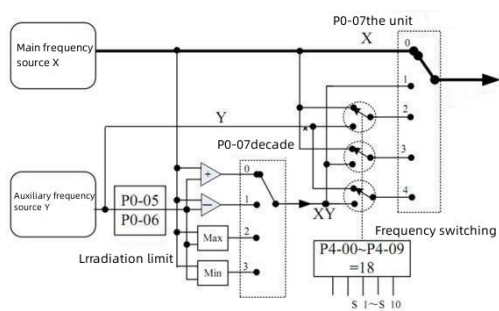 P0-07the unit
Main frequency
source X
X
0
1
2
3
4
Y
*
P0-07decade
Auxiliary frequency
source Y
P0-05
P0-06
+
−
Max
Min
0
1
2
3
XY
Lrradiation limit
Frequency switching
P4-00~P4-09
=18
S 1~S 10